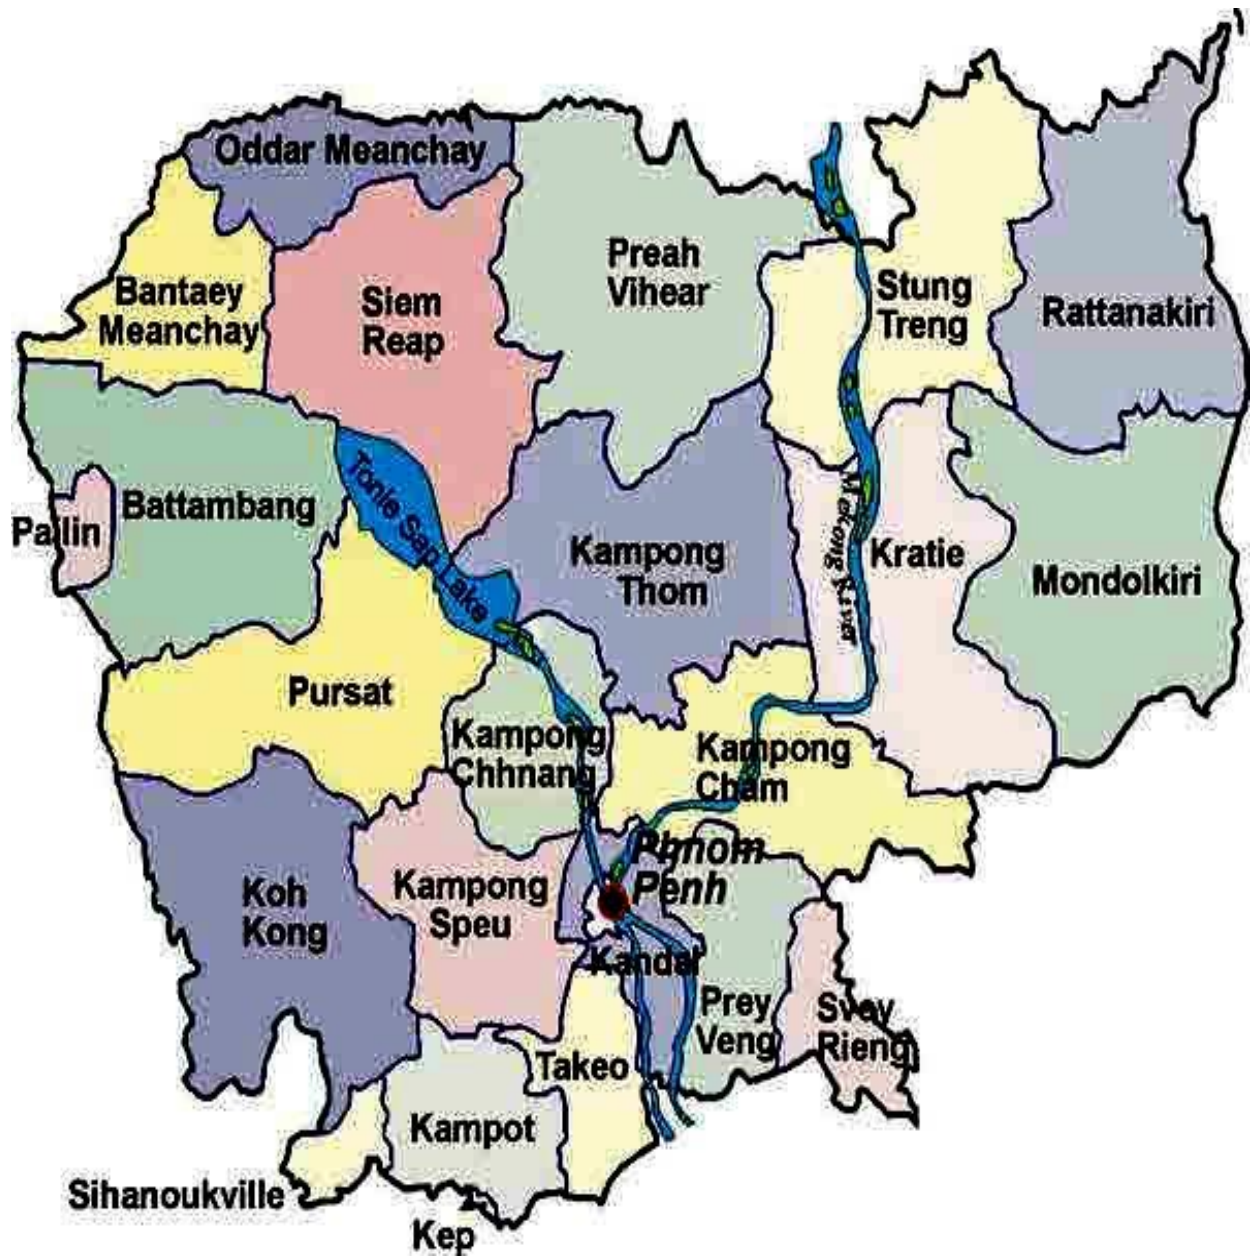 Oddar Meanchay
Preah
Vihear
Stung
Treng
Rattanakiri
Bantaey
Meanchay
Siem
Reap
Battambang
Pailin
Tonle Sap Lake
Kampong
Thom
Mekong River
Kratie
Mondolkiri
Pursat
Kampong
Chhnang
Kampong
Cham
Phnom
Penh
Koh
Kong
Kampong
Speu
Kandal
Prey
Veng
Svey
Rieng
Takeo
Kampot
Sihanoukville
Kep